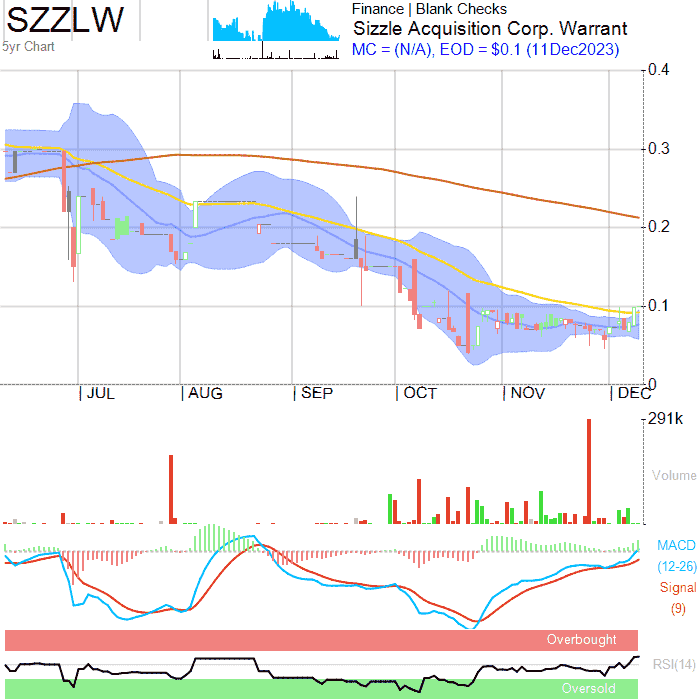 SZZLW
5yr Chart
Finance | Blank Checks
Sizzle Acquisition Corp. Warrant
MC = (N/A), EOD = $0.1 (11Dec2023)
0.4
0.3
0.2
0.1
0
| JUL | AUG | SEP | OCT | NOV | DEC
291k
Volume
MACD
(12-26)
Signal
(9)
Overbought
RSI(14)
Oversold